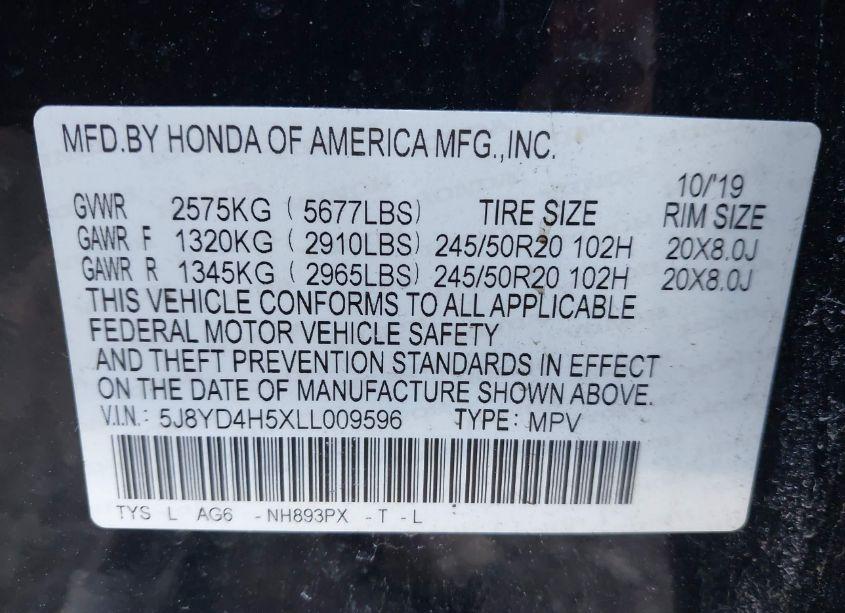 MFD.BY HONDA OF AMERICA MFG.,INC.
10/'19
GVWR 2575KG ( 5677LBS) TIRE SIZE RIM SIZE
GAWR F 1320KG ( 2910LBS) 245/50R20 102H 20X8.0J
GAWR R 1345KG ( 2965LBS) 245/50R20 102H 20X8.0J
THIS VEHICLE CONFORMS TO ALL APPLICABLE
FEDERAL MOTOR VEHICLE SAFETY
AND THEFT PREVENTION STANDARDS IN EFFECT
ON THE DATE OF MANUFACTURE SHOWN ABOVE.
V.I.N.: 5J8YD4H5XLL009596 TYPE: MPV
TYS L AG6 -NH893PX -T -L